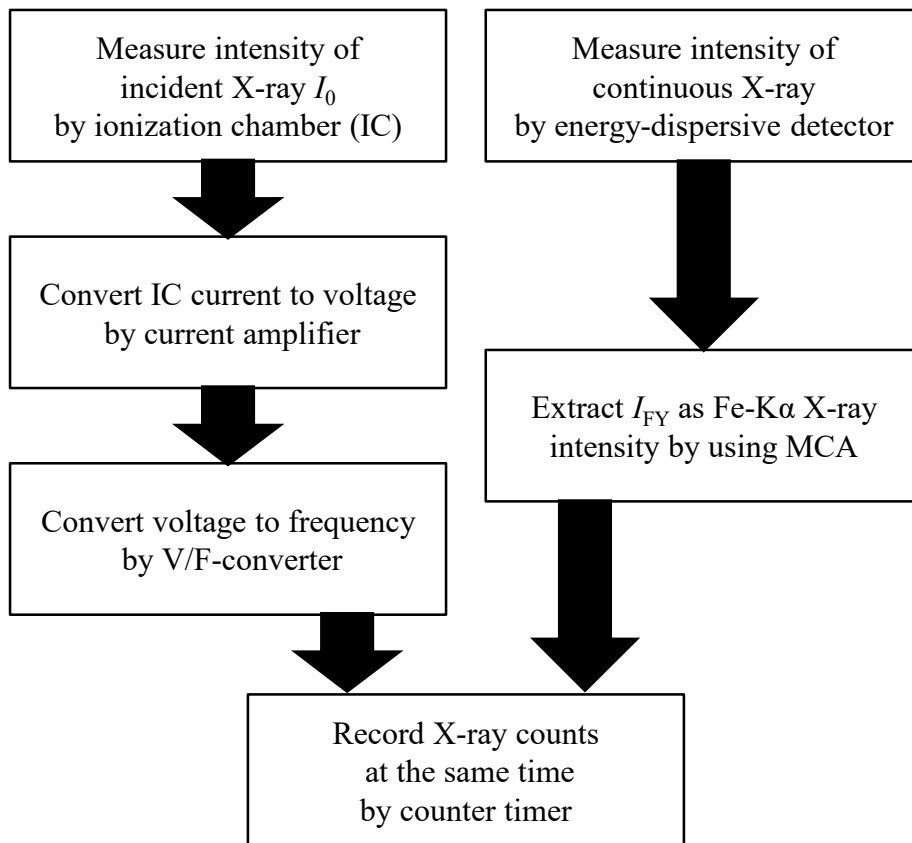 Measure intensity of
incident X-ray I₀
by ionization chamber (IC)
Measure intensity of
continuous X-ray
by energy-dispersive detector
Convert IC current to voltage
by current amplifier
Extract I_FY as Fe-Kα X-ray
intensity by using MCA
Convert voltage to frequency
by V/F-converter
Record X-ray counts
at the same time
by counter timer